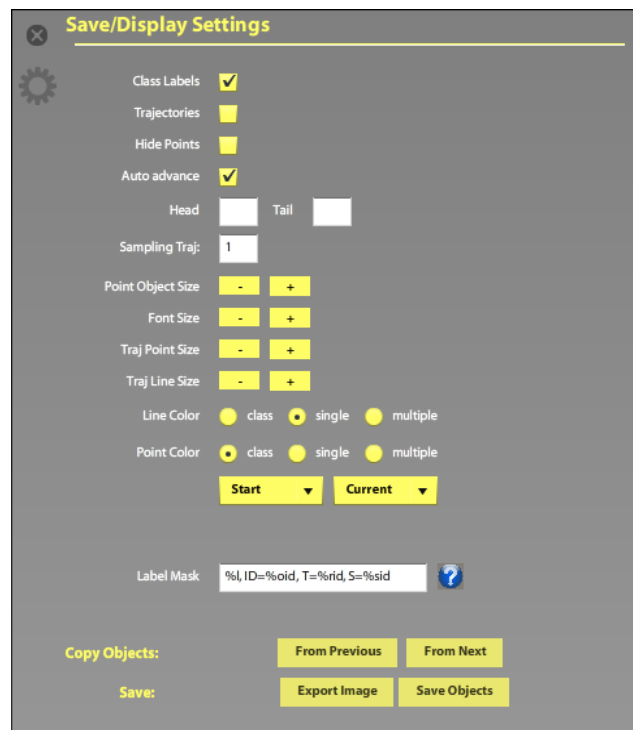 Save/Display Settings
Class Labels
Trajectories
Hide Points
Auto advance
Head Tail
Sampling Traj: 1
Point Object Size - +
Font Size - +
Traj Point Size - +
Traj Line Size - +
Line Color class single multiple
Point Color class single multiple
Start Current
Label Mask %l, ID=%oid, T=%rid, S=%sid ?
Copy Objects: From Previous From Next
Save: Export Image Save Objects